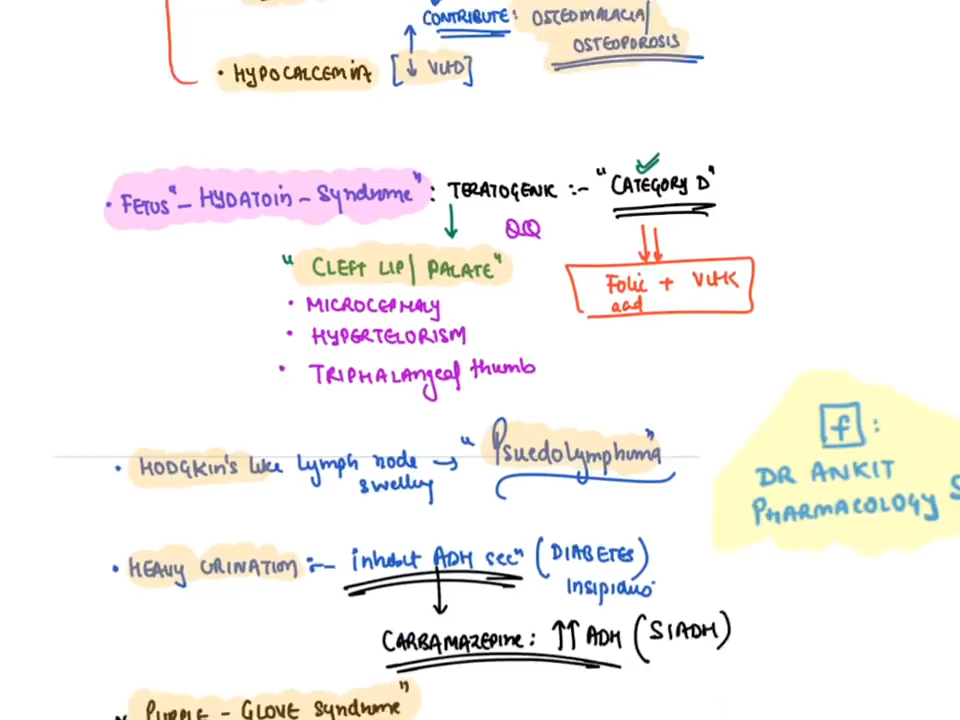 CONTRIBUTE: OSTEOMALACIA/
OSTEOPOROSIS
• HYPOCALCEMIA [↓ Vit D]
• FETUS "- HYDATOIN - Syndrome" : TERATOGENIC :- "CATEGORY D"
"CLEFT LIP/ PALATE"
Folic + Vit K
acid
• MICROCEPHALY
• HYPERTELORISM
• TRIPHALANGEAL thumb
• HODGKIN'S like lymph node → "Psuedolymphoma"
swelling
• HEAVY URINATION :- inhibit ADH secⁿ (DIABETES)
Insipidus
CARBAMAZEPINE: ↑↑ ADH (SIADH)
f :
DR ANKIT
PHARMACOLOGY S
" PURPLE - GLOVE Syndrome"